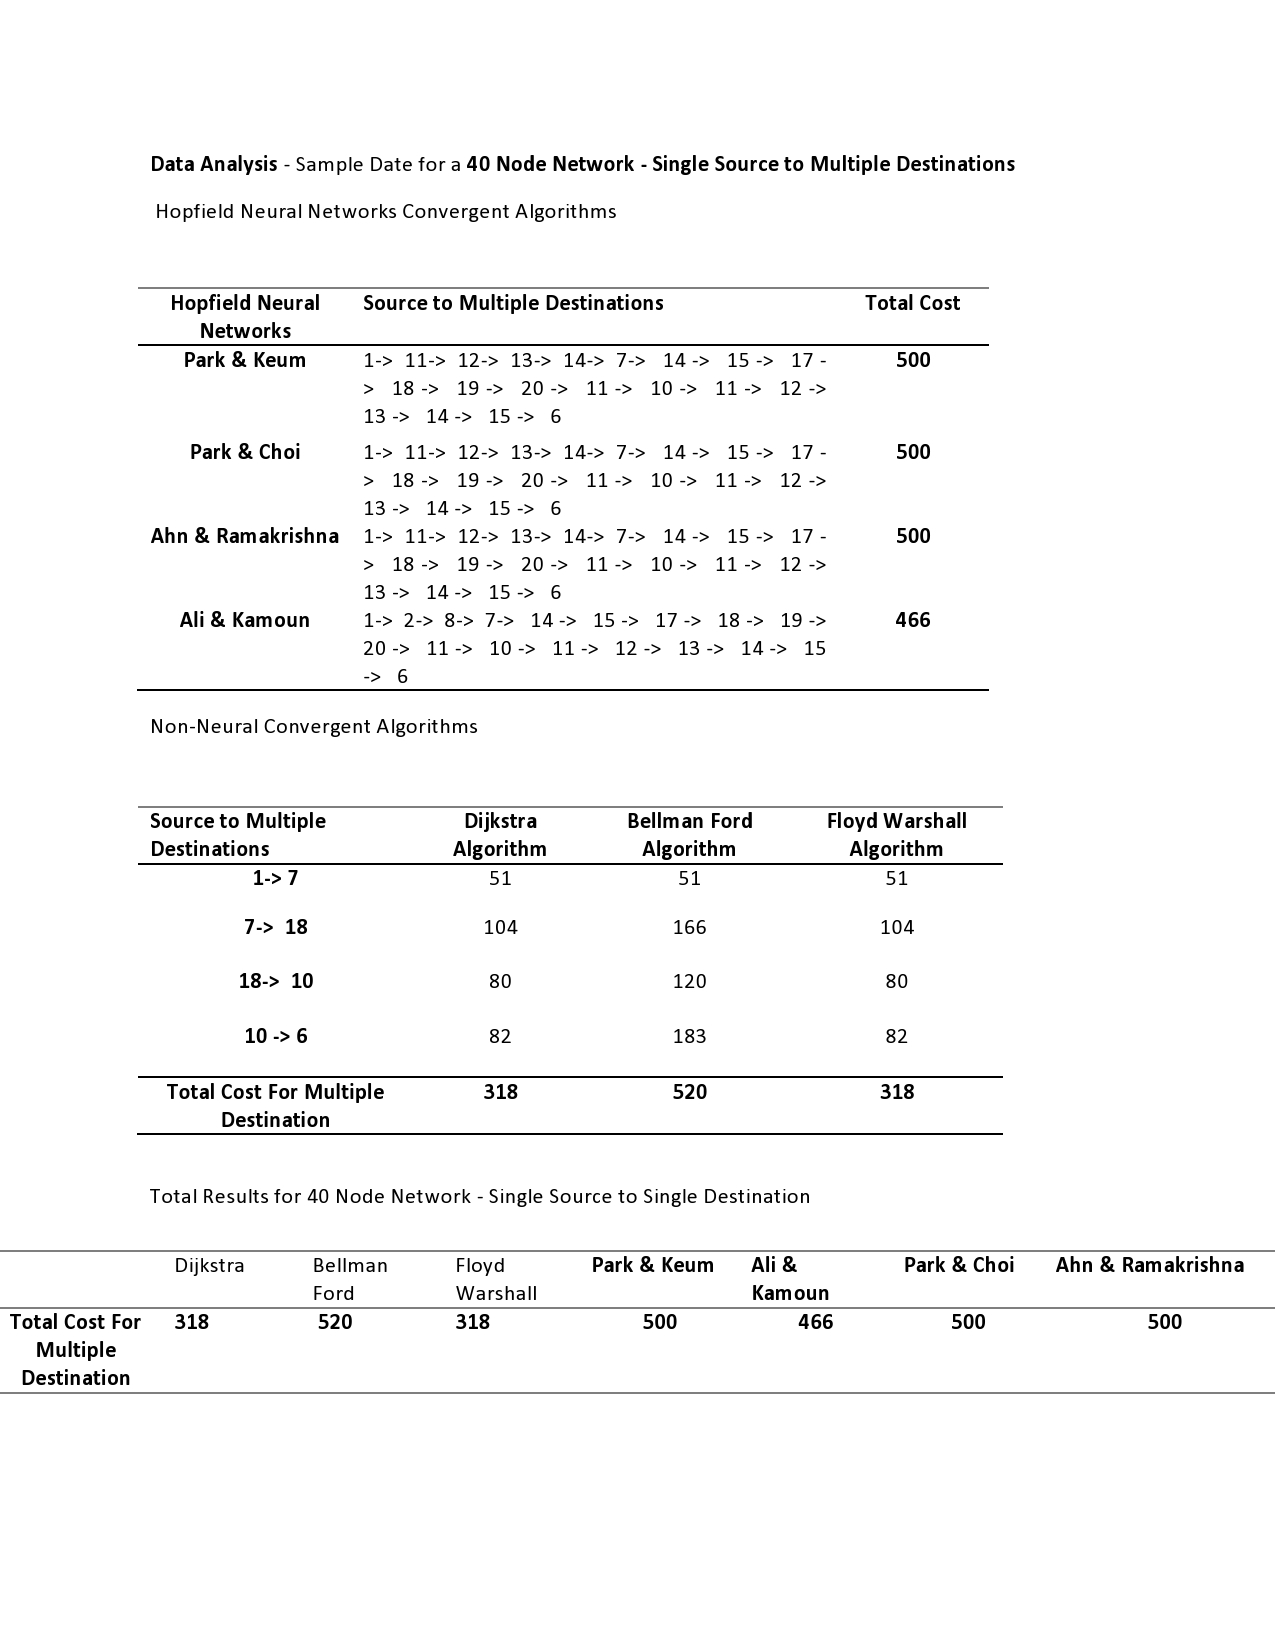 Data Analysis - Sample Date for a 40 Node Network - Single Source to Multiple Destinations
Hopfield Neural Networks Convergent Algorithms
Hopfield Neural Networks Source to Multiple Destinations Total Cost
Park & Keum 1-> 11-> 12-> 13-> 14-> 7-> 14 -> 15 -> 17 - 500
> 18 -> 19 -> 20 -> 11 -> 10 -> 11 -> 12 ->
13 -> 14 -> 15 -> 6
Park & Choi 1-> 11-> 12-> 13-> 14-> 7-> 14 -> 15 -> 17 - 500
> 18 -> 19 -> 20 -> 11 -> 10 -> 11 -> 12 ->
13 -> 14 -> 15 -> 6
Ahn & Ramakrishna 1-> 11-> 12-> 13-> 14-> 7-> 14 -> 15 -> 17 - 500
> 18 -> 19 -> 20 -> 11 -> 10 -> 11 -> 12 ->
13 -> 14 -> 15 -> 6
Ali & Kamoun 1-> 2-> 8-> 7-> 14 -> 15 -> 17 -> 18 -> 19 -> 466
20 -> 11 -> 10 -> 11 -> 12 -> 13 -> 14 -> 15
-> 6
Non-Neural Convergent Algorithms
Source to Multiple Dijkstra Bellman Ford Floyd Warshall
Destinations Algorithm Algorithm Algorithm
1-> 7 51 51 51
7-> 18 104 166 104
18-> 10 80 120 80
10 -> 6 82 183 82
Total Cost For Multiple 318 520 318
Destination
Total Results for 40 Node Network - Single Source to Single Destination
Dijkstra Bellman Floyd Park & Keum Ali & Park & Choi Ahn & Ramakrishna
Ford Warshall Kamoun
Total Cost For 318 520 318 500 466 500 500
Multiple
Destination